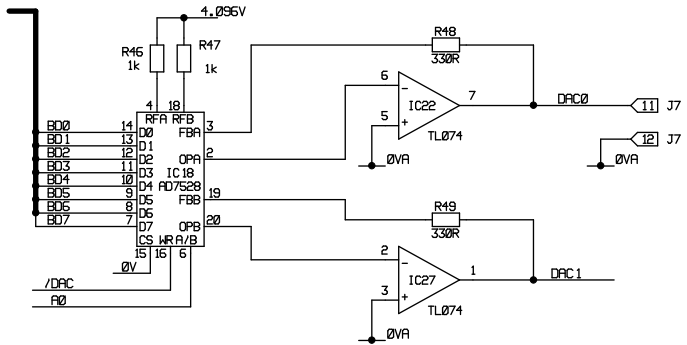 4.096V
R46
1k
R47
1k
R48
330R
4 18
RFA RFB
BD0 14 D0 FBA 3
BD1 13 D1
BD2 12 D2 OPA 2
BD3 11 D3 IC18
BD4 10 D4 AD7528
BD5 9 D5 FBB 19
BD6 8 D6
BD7 7 D7 OPB 20
CS WR A/B
15 16 6
0V
/DAC
A0
6 −
5 +
IC22
7
TL074
0VA
DAC0
11 J7
12 J7
0VA
R49
330R
2 −
3 +
IC27
1
TL074
0VA
DAC1